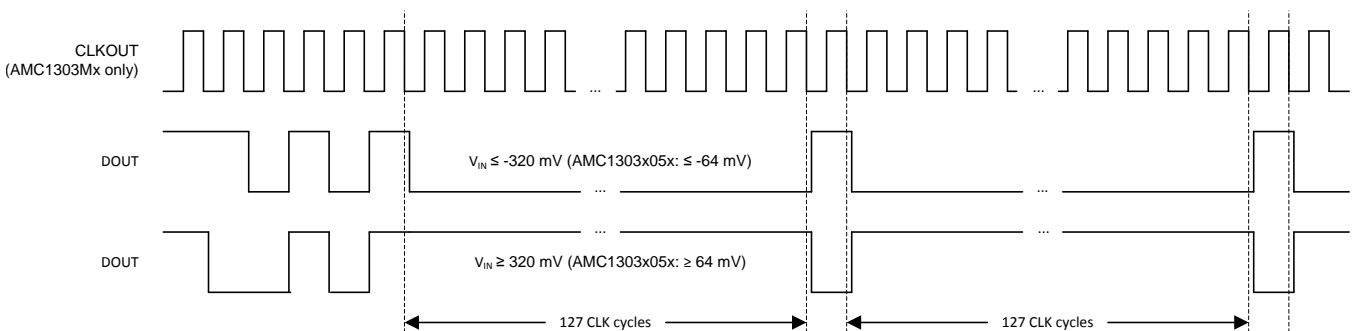 CLKOUT
(AMC1303Mx only)
... ...
DOUT
VIN ≤ -320 mV (AMC1303x05x: ≤ -64 mV)
... ...
DOUT
... ...
VIN ≥ 320 mV (AMC1303x05x: ≥ 64 mV)
127 CLK cycles
127 CLK cycles